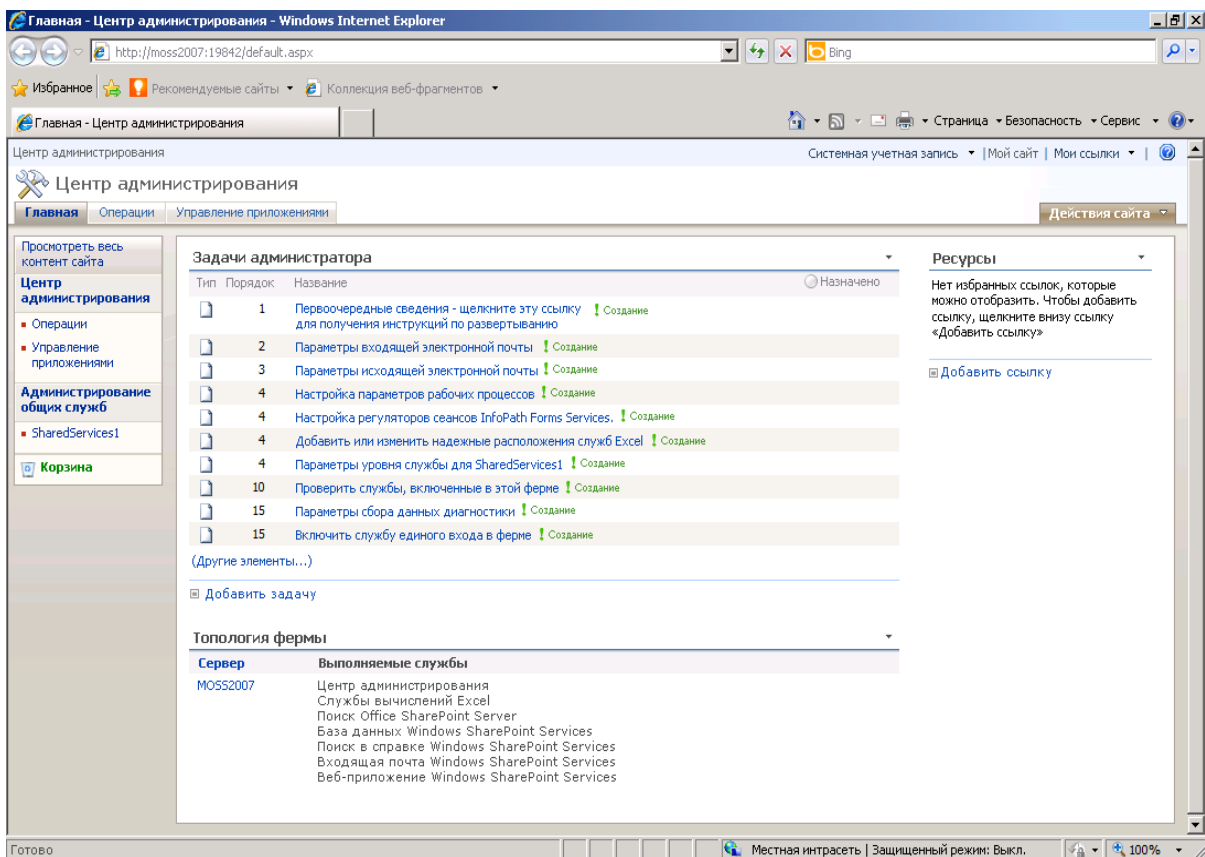 Главная - Центр администрирования - Windows Internet Explorer
http://moss2007:19842/default.aspx
Bing
Избранное Рекомендуемые сайты Коллекция веб-фрагментов
Главная - Центр администрирования
Страница Безопасность Сервис
Центр администрирования
Системная учетная запись | Мой сайт | Мои ссылки |
Центр администрирования
Главная Операции Управление приложениями
Действия сайта
Просмотреть весь
контент сайта
Центр
администрирования
Операции
Управление
приложениями
Администрирование
общих служб
SharedServices1
Корзина
Задачи администратора
Тип Порядок Название Назначено
1 Первоочередные сведения - щелкните эту ссылку ! Создание
для получения инструкций по развертыванию
2 Параметры входящей электронной почты ! Создание
3 Параметры исходящей электронной почты ! Создание
4 Настройка параметров рабочих процессов ! Создание
4 Настройка регуляторов сеансов InfoPath Forms Services. ! Создание
4 Добавить или изменить надежные расположения служб Excel ! Создание
4 Параметры уровня службы для SharedServices1 ! Создание
10 Проверить службы, включенные в этой ферме ! Создание
15 Параметры сбора данных диагностики ! Создание
15 Включить службу единого входа в ферме ! Создание
(Другие элементы...)
Добавить задачу
Топология фермы
Сервер Выполняемые службы
MOSS2007 Центр администрирования
Службы вычислений Excel
Поиск Office SharePoint Server
База данных Windows SharePoint Services
Поиск в справке Windows SharePoint Services
Входящая почта Windows SharePoint Services
Веб-приложение Windows SharePoint Services
Ресурсы
Нет избранных ссылок, которые
можно отобразить. Чтобы добавить
ссылку, щелкните внизу ссылку
«Добавить ссылку»
Добавить ссылку
Готово
Местная интрасеть | Защищенный режим: Выкл.
100%